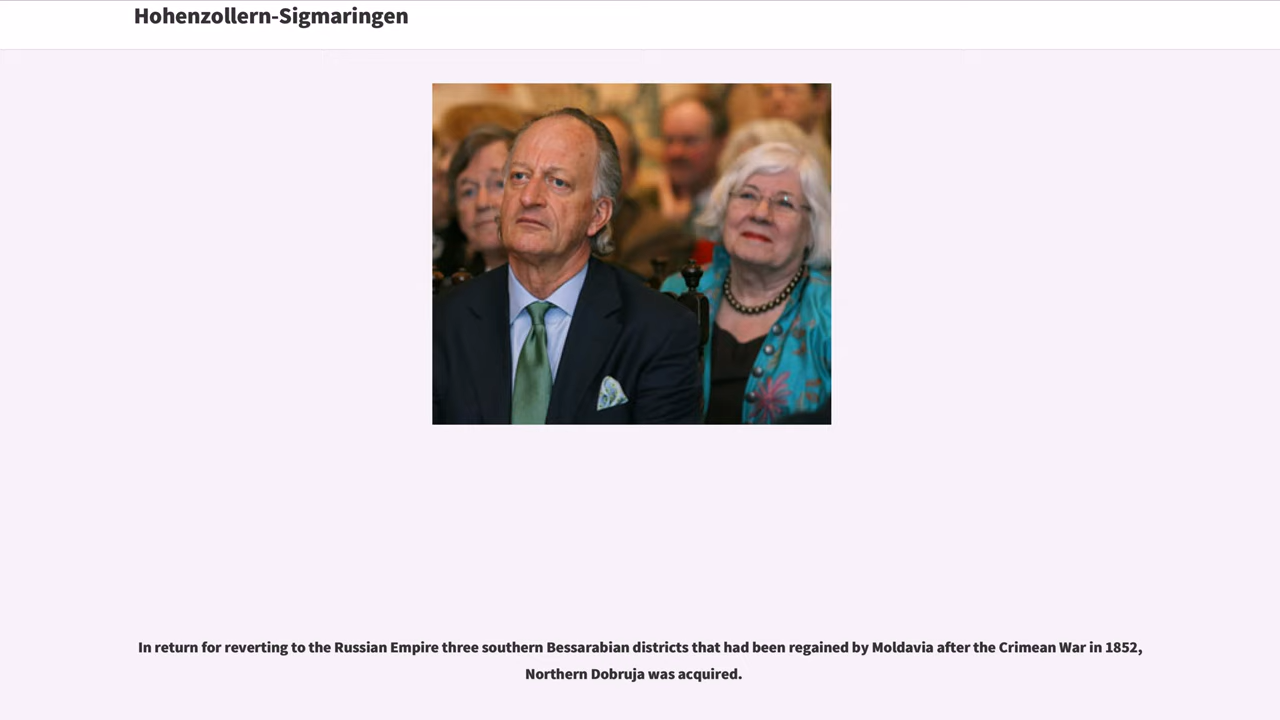 Hohenzollern-Sigmaringen
In return for reverting to the Russian Empire three southern Bessarabian districts that had been regained by Moldavia after the Crimean War in 1852,
Northern Dobruja was acquired.